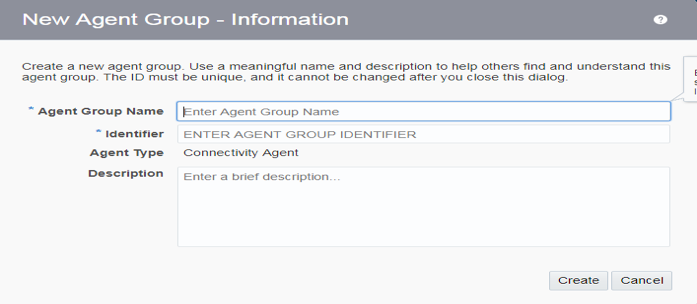 New Agent Group - Information
?
Create a new agent group. Use a meaningful name and description to help others find and understand this
agent group. The ID must be unique, and it cannot be changed after you close this dialog.
* Agent Group Name Enter Agent Group Name
* Identifier ENTER AGENT GROUP IDENTIFIER
Agent Type Connectivity Agent
Description Enter a brief description...
Create Cancel